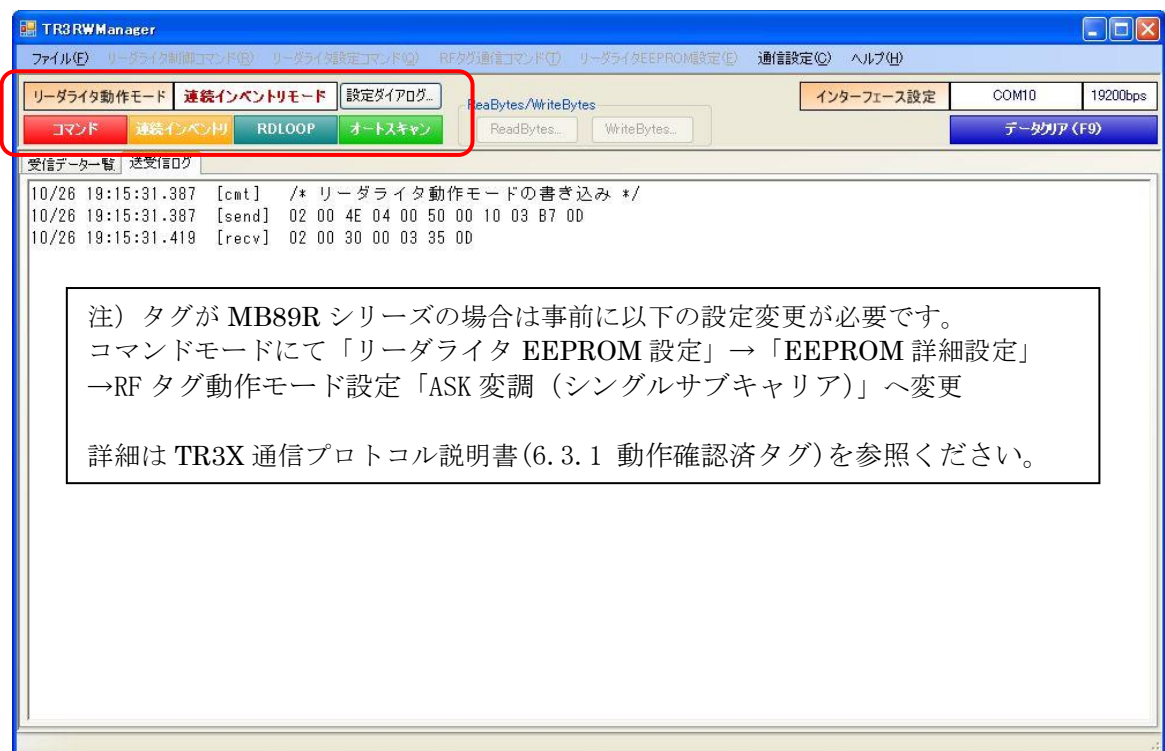 TR3RWManager
ファイル(F) リーダライタ制御コマンド(R) リーダライタ設定コマンド(Q) RFタグ通信コマンド(T) リーダライタEEPROM設定(E) 通信設定(C) ヘルプ(H)
リーダライタ動作モード 連続インベントリモード 設定ダイアログ... ReaBytes/WriteBytes インターフェース設定 COM10 19200bps
コマンド 連続インベントリ RDLOOP オートスキャン ReadBytes... WriteBytes... データクリア(F9)
受信データ一覧 送受信ログ
10/26 19:15:31.387 [cmt] /* リーダライタ動作モードの書き込み */
10/26 19:15:31.387 [send] 02 00 4E 04 00 50 00 10 03 B7 0D
10/26 19:15:31.419 [recv] 02 00 30 00 03 35 0D
注）タグが MB89R シリーズの場合は事前に以下の設定変更が必要です。
コマンドモードにて「リーダライタ EEPROM 設定」→「EEPROM 詳細設定」
→RF タグ動作モード設定「ASK 変調（シングルサブキャリア）」へ変更
詳細は TR3X 通信プロトコル説明書(6.3.1 動作確認済タグ)を参照ください。